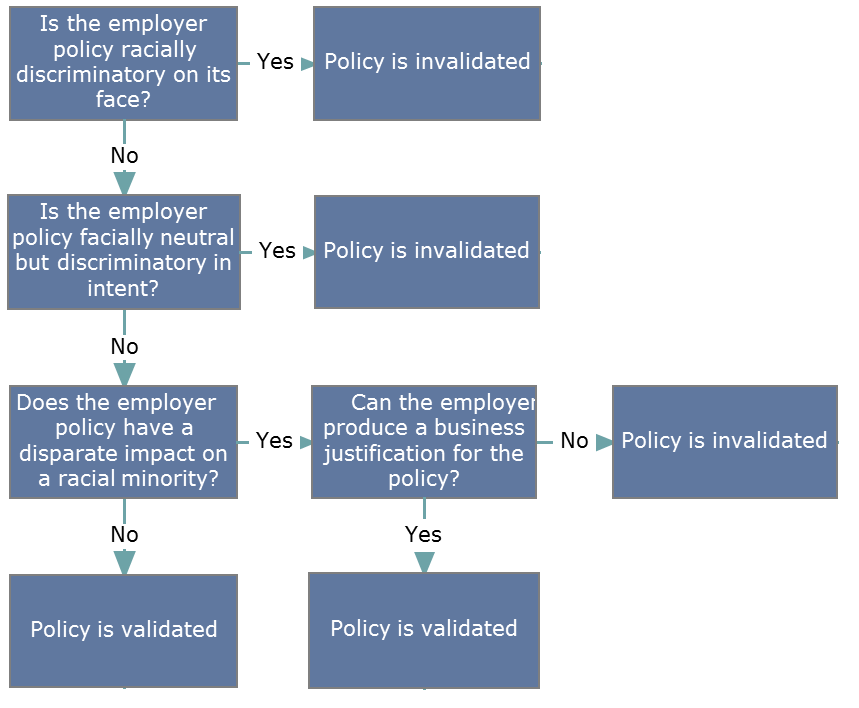 Is the employer
policy racially
discriminatory on its
face?
Yes
Policy is invalidated
No
Is the employer
policy facially neutral
but discriminatory in
intent?
Yes
Policy is invalidated
No
Does the employer
policy have a
disparate impact on
a racial minority?
Yes
Can the employer
produce a business
justification for the
policy?
No
Policy is invalidated
No
Yes
Policy is validated
Policy is validated